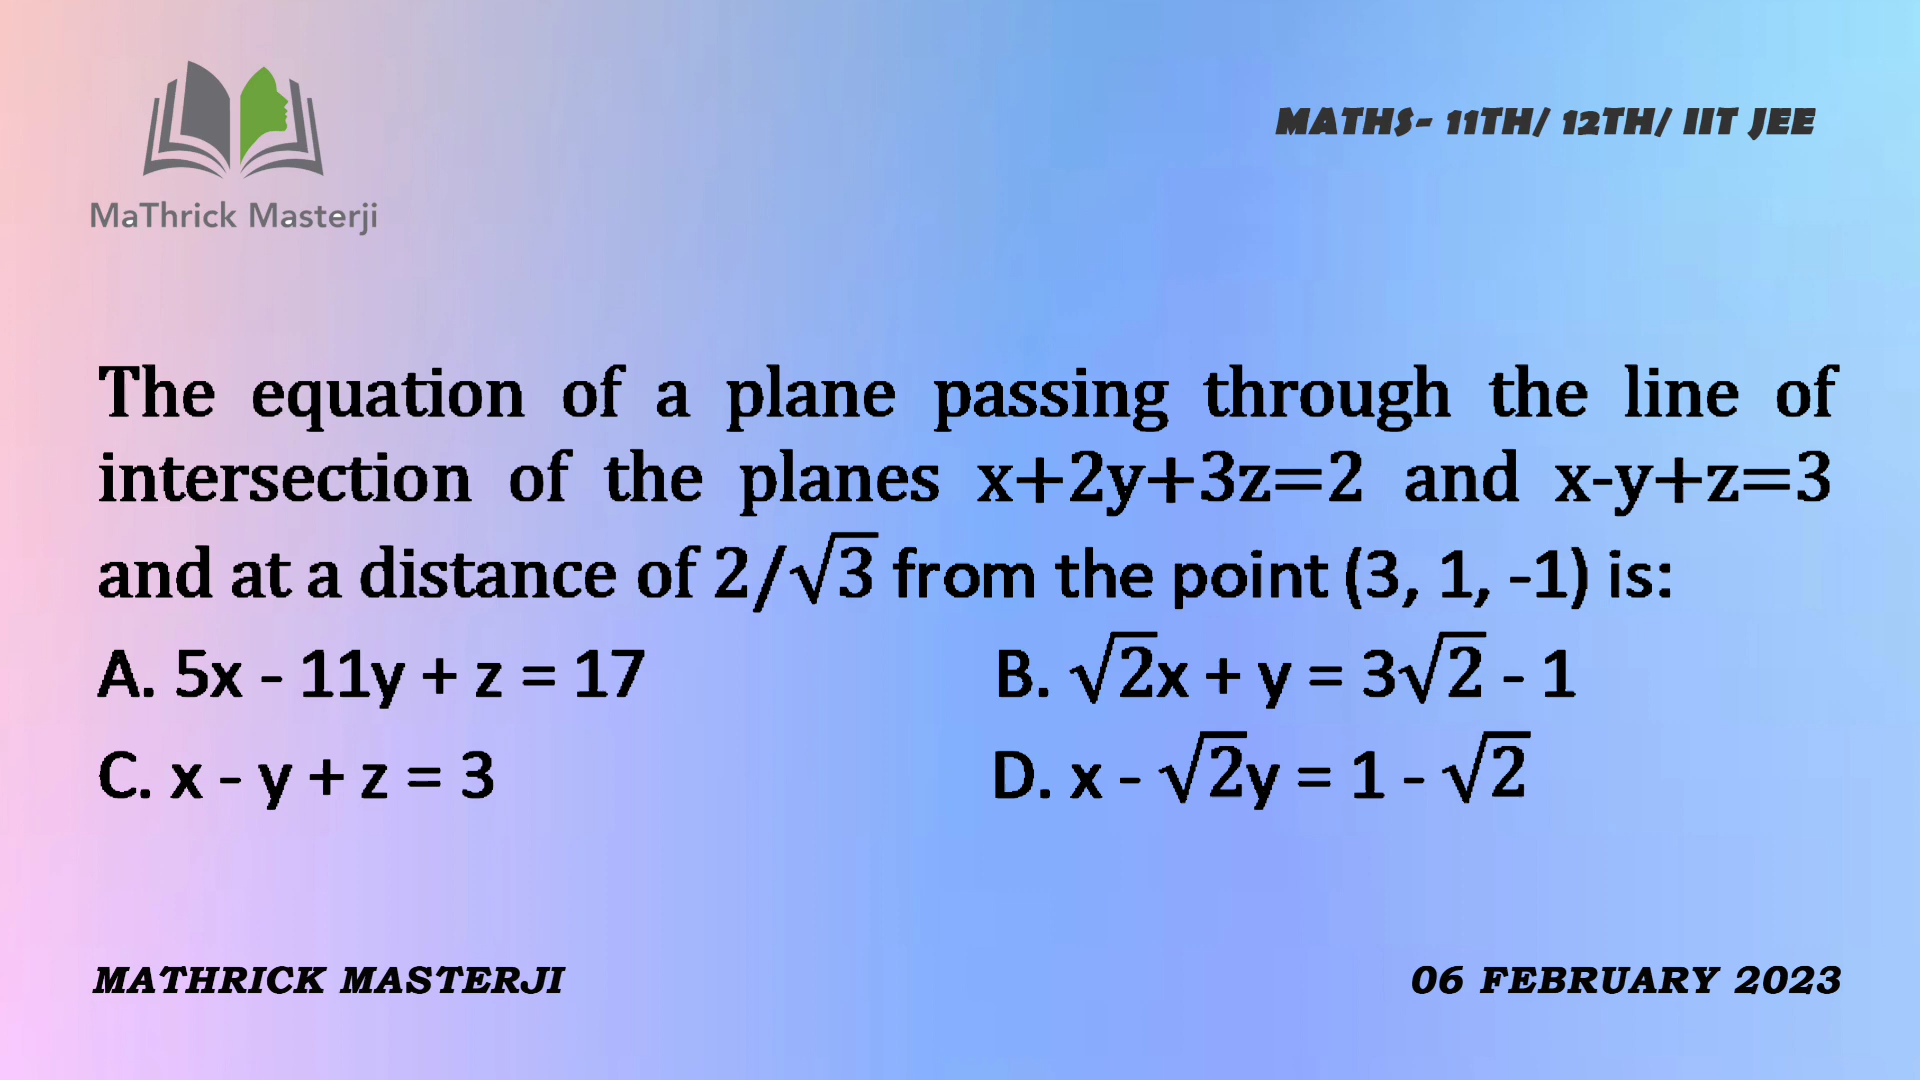 MaThrick Masterji
MATHS- 11TH/ 12TH/ IIT JEE
The equation of a plane passing through the line of
intersection of the planes x+2y+3z=2 and x-y+z=3
and at a distance of 2/√3 from the point (3, 1, -1) is:
A. 5x - 11y + z = 17 B. √2x + y = 3√2 - 1
C. x - y + z = 3 D. x - √2y = 1 - √2
MATHRICK MASTERJI 06 FEBRUARY 2023